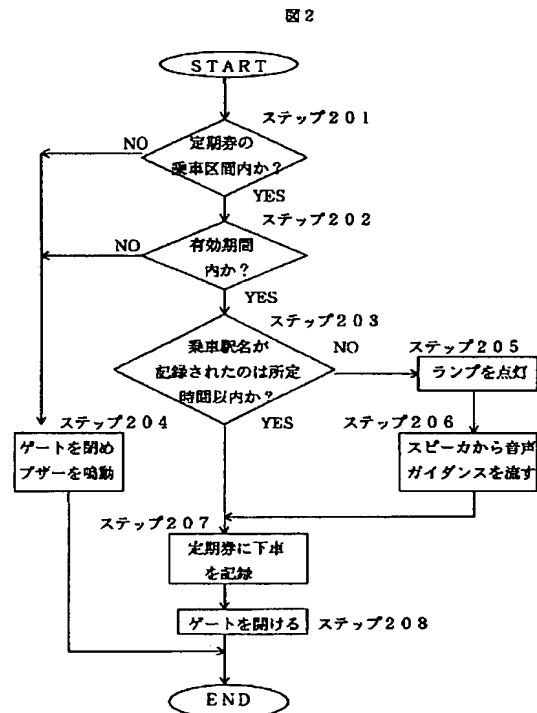 図2
START
ステップ201
NO
定期券の
乗車区間内か?
YES
ステップ202
NO
有効期間
内か?
YES
ステップ203
乗車駅名が
記録されたのは所定
時間以内か?
NO
YES
ステップ205
ランプを点灯
ステップ204
ゲートを閉め
ブザーを鳴動
ステップ206
スピーカから音声
ガイダンスを流す
ステップ207
定期券に下車
を記録
ゲートを開ける
ステップ208
END